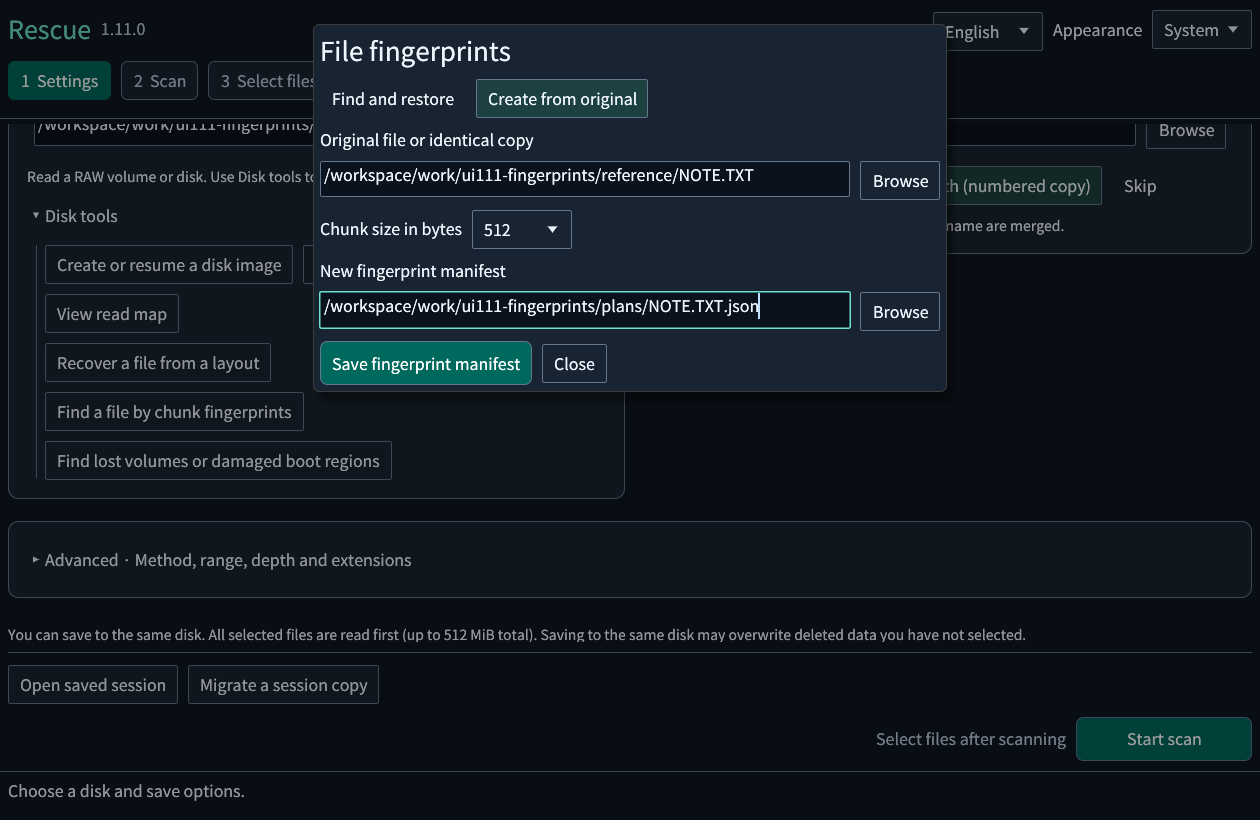 Rescue 1.11.0
English
Appearance
System
1 Settings
2 Scan
3 Select files
/workspace/work/ui111-fingerprints/
Browse
Read a RAW volume or disk. Use Disk tools to
(numbered copy)
Skip
name are merged.
Disk tools
Create or resume a disk image
View read map
Recover a file from a layout
Find a file by chunk fingerprints
Find lost volumes or damaged boot regions
File fingerprints
Find and restore
Create from original
Original file or identical copy
/workspace/work/ui111-fingerprints/reference/NOTE.TXT
Browse
Chunk size in bytes
512
New fingerprint manifest
/workspace/work/ui111-fingerprints/plans/NOTE.TXT.json
Browse
Save fingerprint manifest
Close
Advanced · Method, range, depth and extensions
You can save to the same disk. All selected files are read first (up to 512 MiB total). Saving to the same disk may overwrite deleted data you have not selected.
Open saved session
Migrate a session copy
Select files after scanning
Start scan
Choose a disk and save options.